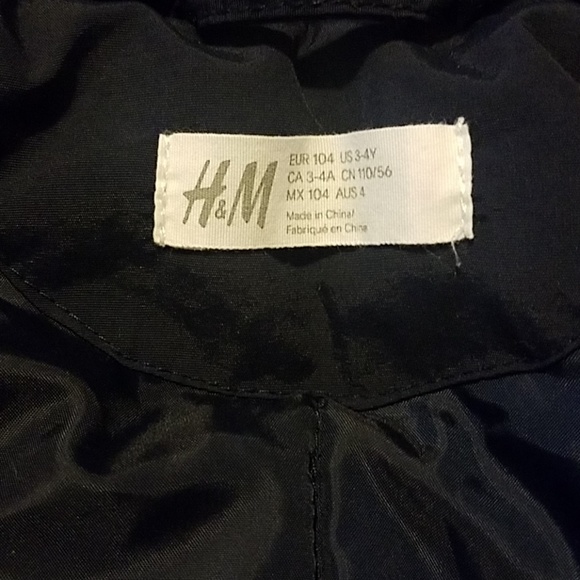 H&M
EUR 104 US 3-4Y
CA 3-4A CN 110/56
MX 104 AUS 4
Made in China/
Fabriqué en Chine